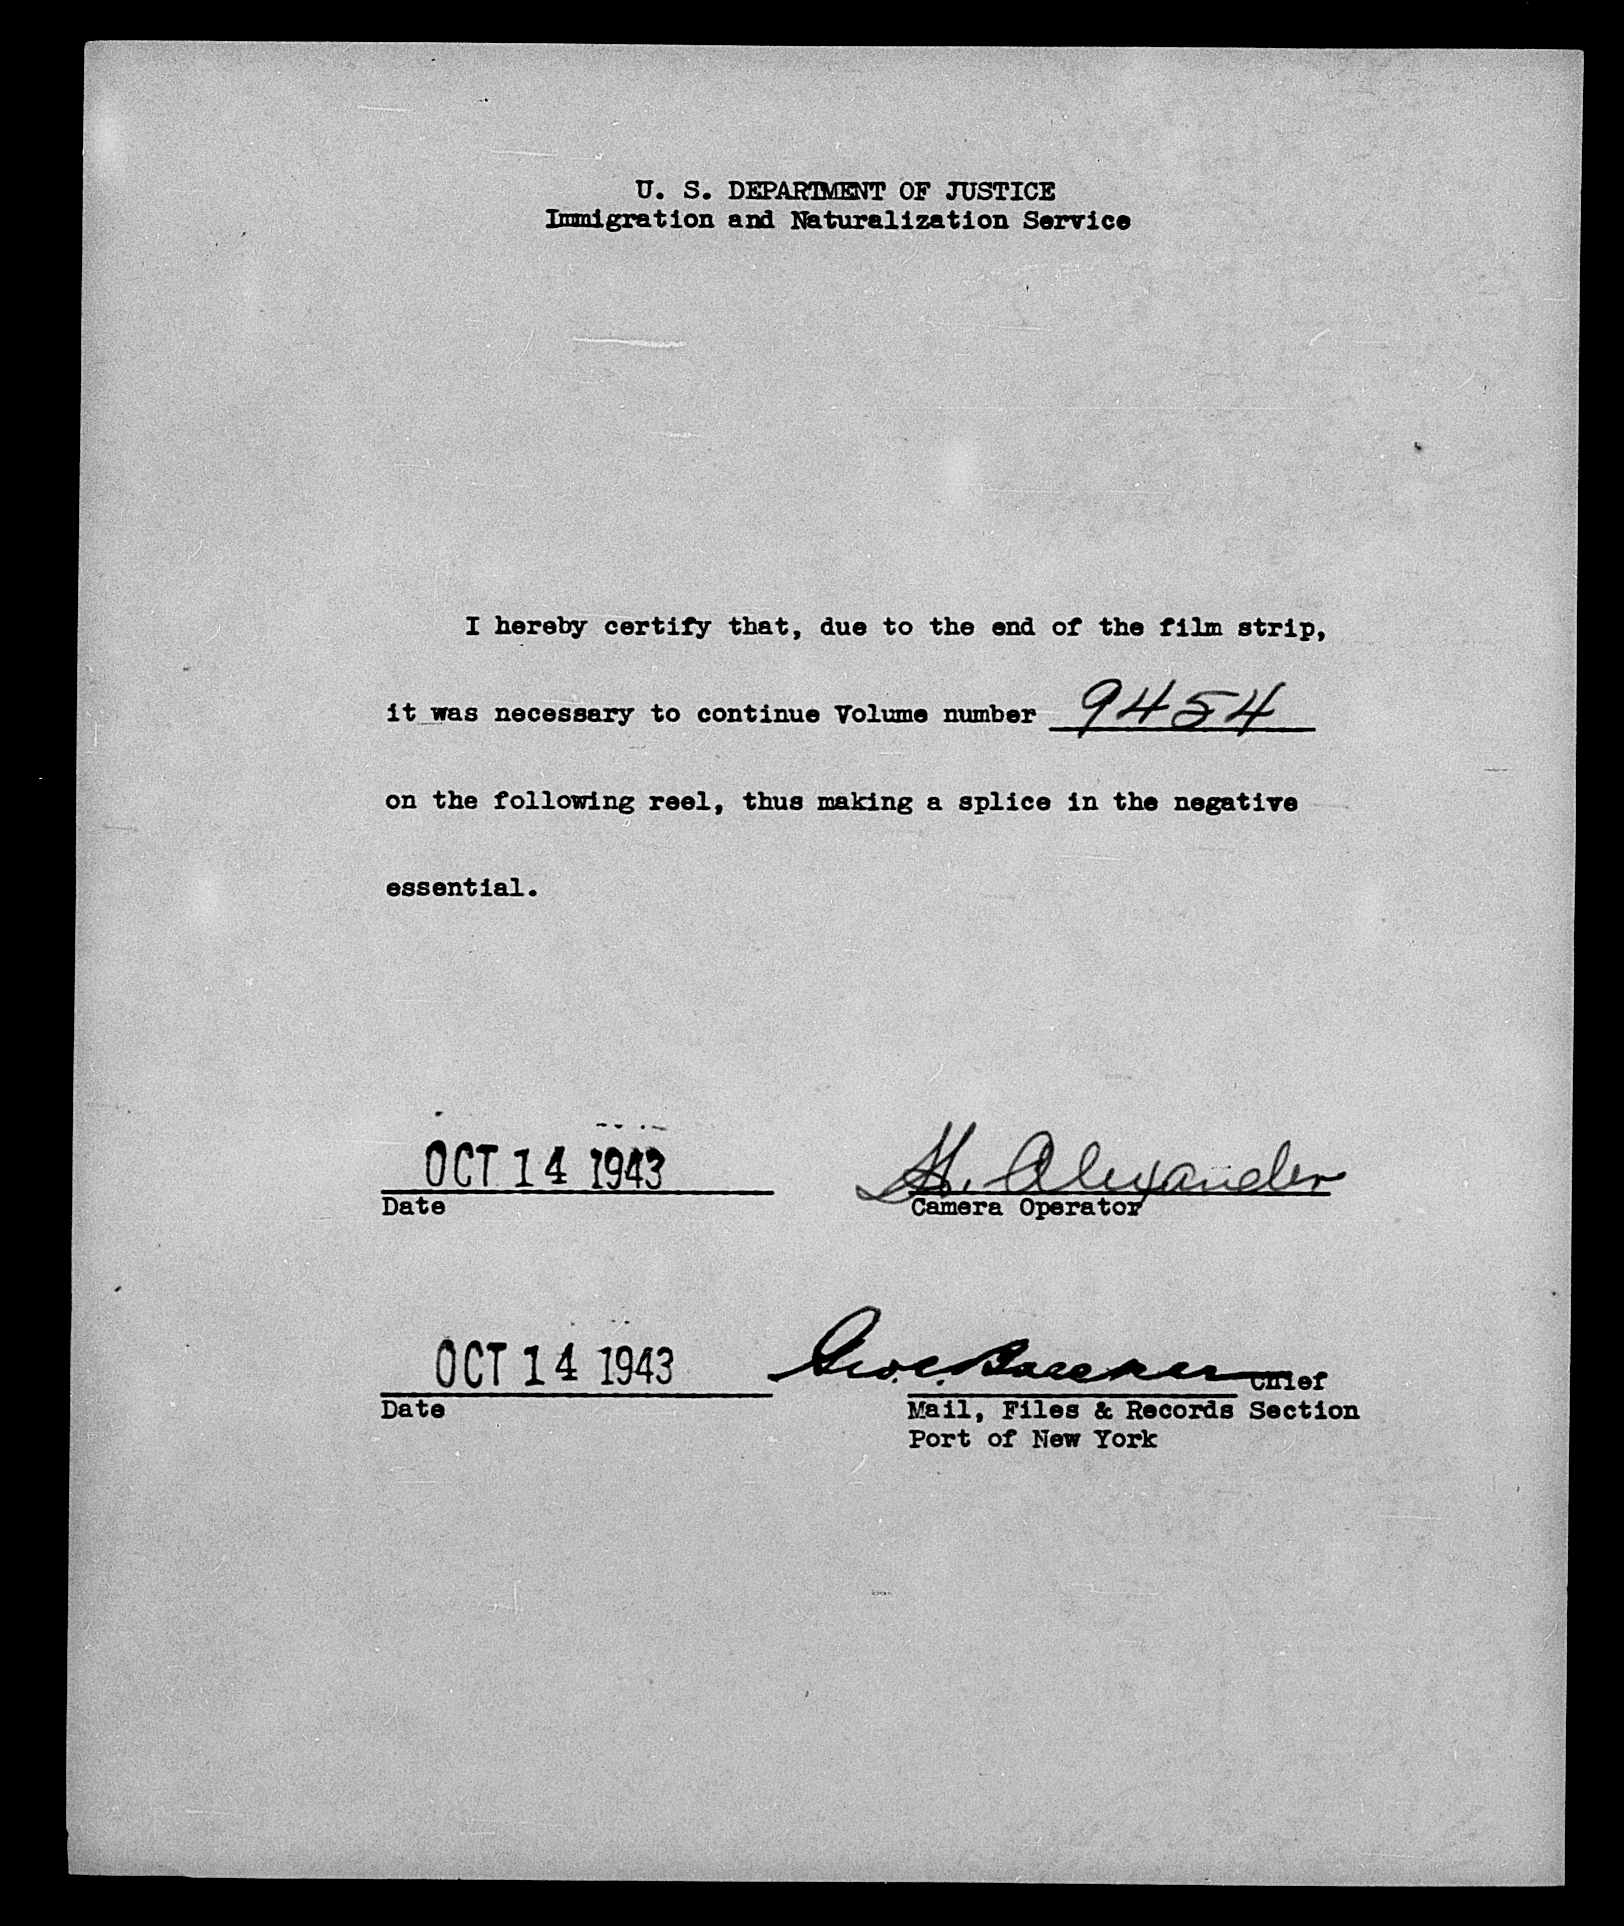 U. S. DEPARTMENT OF JUSTICE
Immigration and Naturalization Service
I hereby certify that, due to the end of the film strip,
it was necessary to continue Volume number 9454
on the following reel, thus making a splice in the negative
essential.
OCT 14 1943 H. Alexander
Date Camera Operator
OCT 14 1943 Geo. C. Chief
Date Mail, Files & Records Section
Port of New York